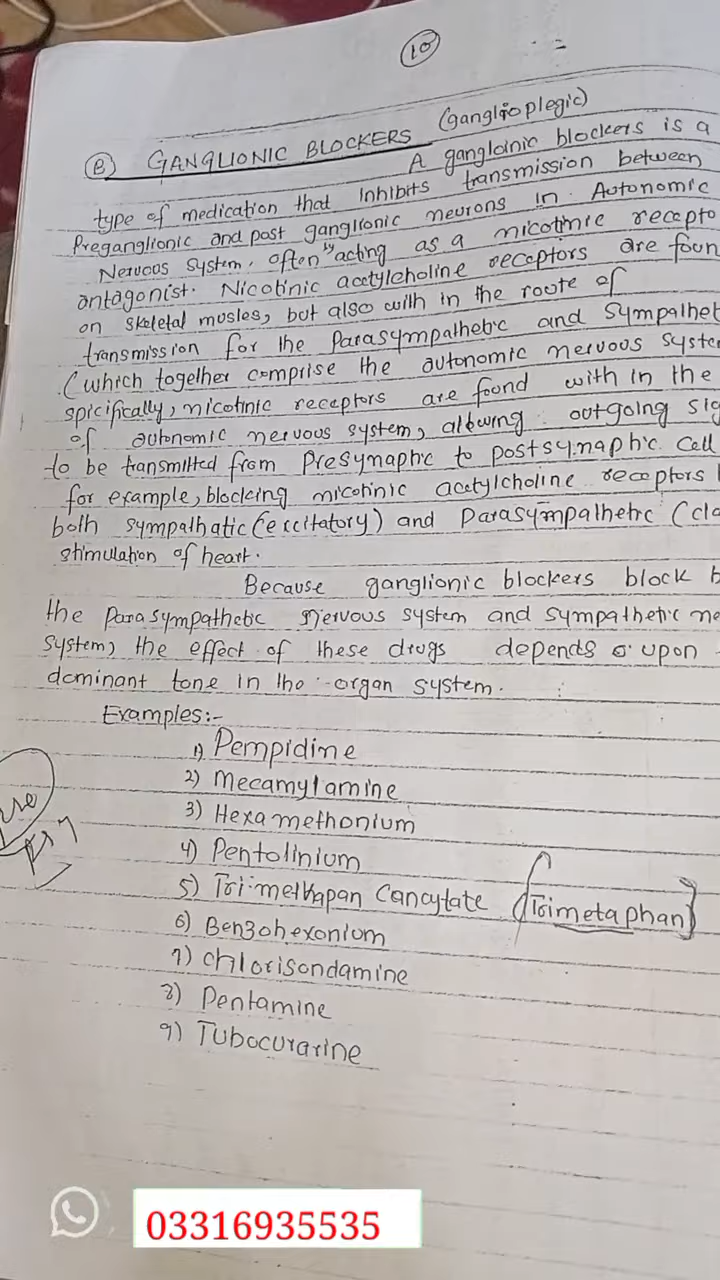 10
(B) GANGLIONIC BLOCKERS (ganglioplegic)
A gangloinic blockers is a
type of medication that inhibits transmission between
Preganglionic and post ganglionic neurons in Autonomic
Nervous System, often by acting as a nicotinic recepto
antagonist. Nicotinic acetylcholine receptors are foun
on skeletal musles, but also with in the route of
transmission for the Parasympathetic and Sympathet
(which together comprise the autonomic nervous syste
spicifically, nicotinic receptors are found with in the
of autonomic nervous system, allowing outgoing sig
to be transmitted from Presynaptic to postsynaptic cell
for example, blocking nicotinic acetylcholine receptors
both sympathatic (excitatory) and Parasympathetic (cla
stimulation of heart.
Because ganglionic blockers block b
the parasympathetic nervous system and sympathetic ne
system, the effect of these drugs depends upon
dominant tone in the organ system.
Examples:-
1) Pempidine
2) Mecamylamine
3) Hexamethonium
4) Pentolinium
5) Trimethapan Cancytate (Trimetaphan)
6) Benzohexonium
7) Chlorisondamine
8) Pentamine
9) Tubocurarine
03316935535